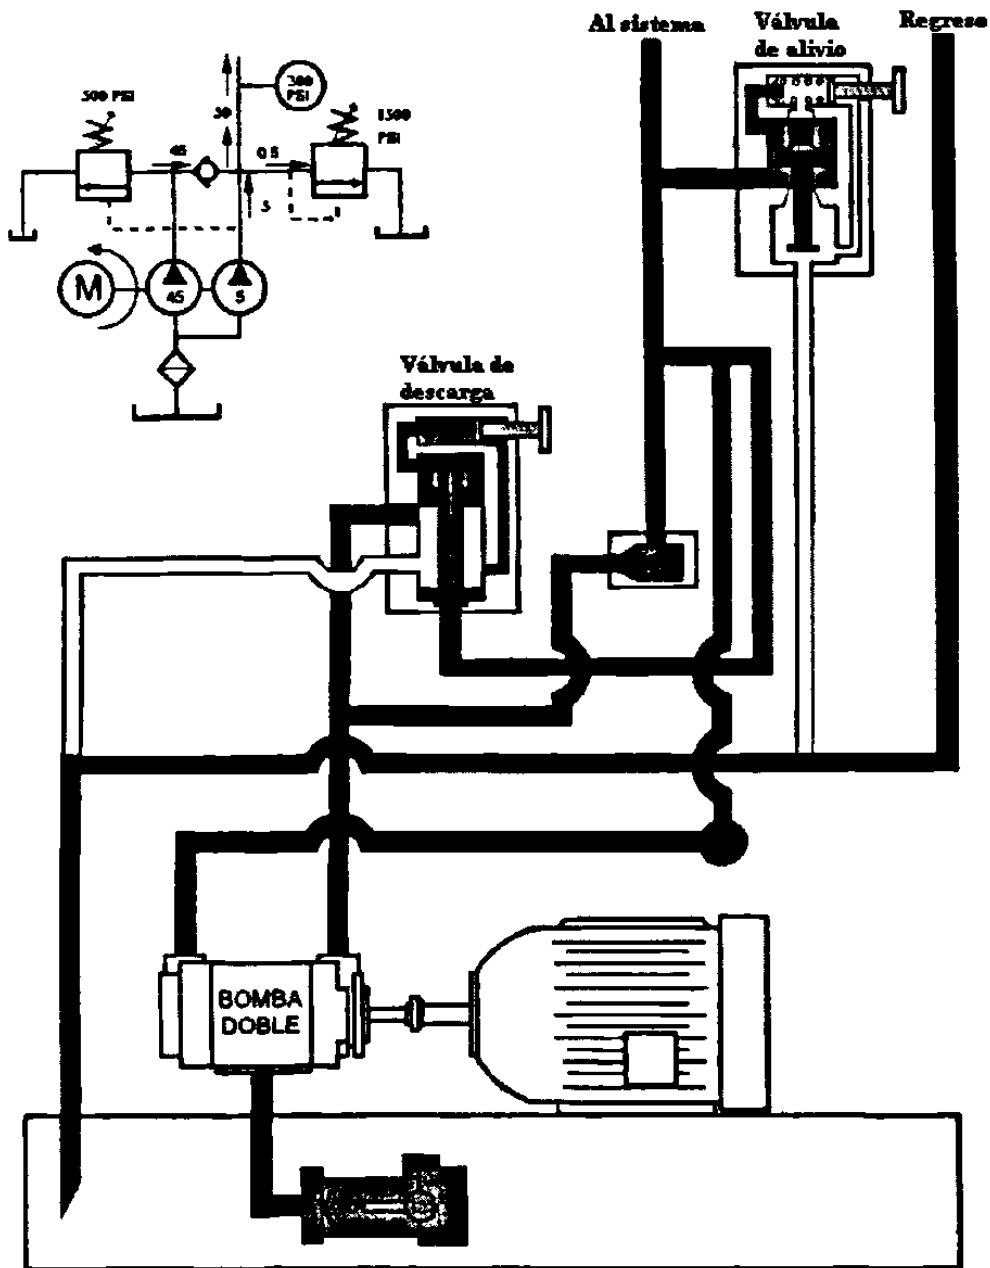 Al sistema
Válvula
de alivio
Regreso
500 PSI
300
PSI
1500
PSI
50
45
0.5
5
M
45
5
Válvula de
descarga
BOMBA
DOBLE